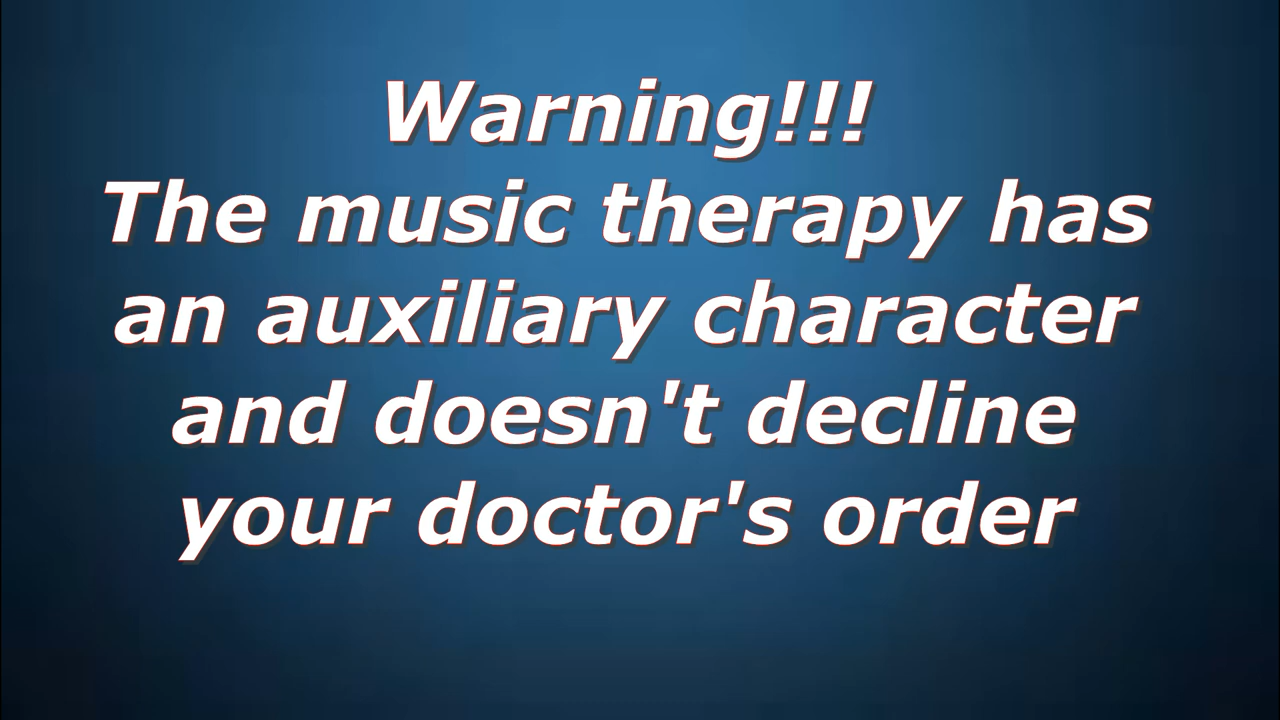 Warning!!!
The music therapy has
an auxiliary character
and doesn't decline
your doctor's order